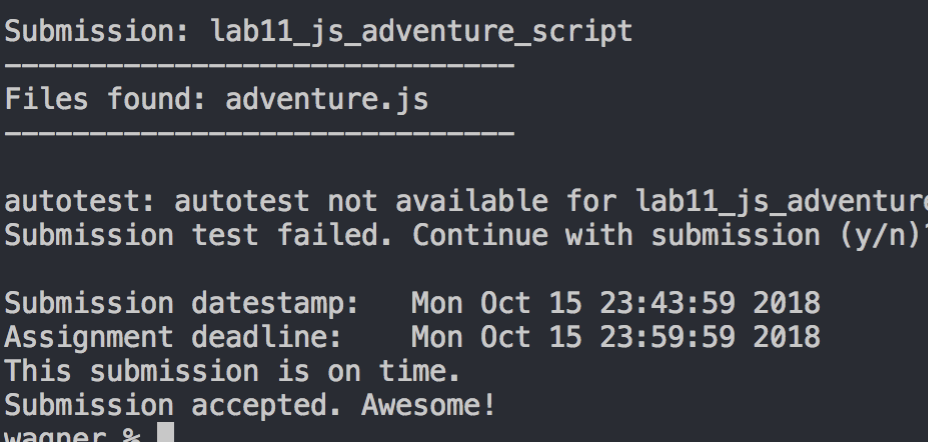 Submission: lab11_js_adventure_script
------------------------------
Files found: adventure.js
------------------------------
autotest: autotest not available for lab11_js_adventure
Submission test failed. Continue with submission (y/n)?
Submission datestamp:   Mon Oct 15 23:43:59 2018
Assignment deadline:    Mon Oct 15 23:59:59 2018
This submission is on time.
Submission accepted. Awesome!
wagner %